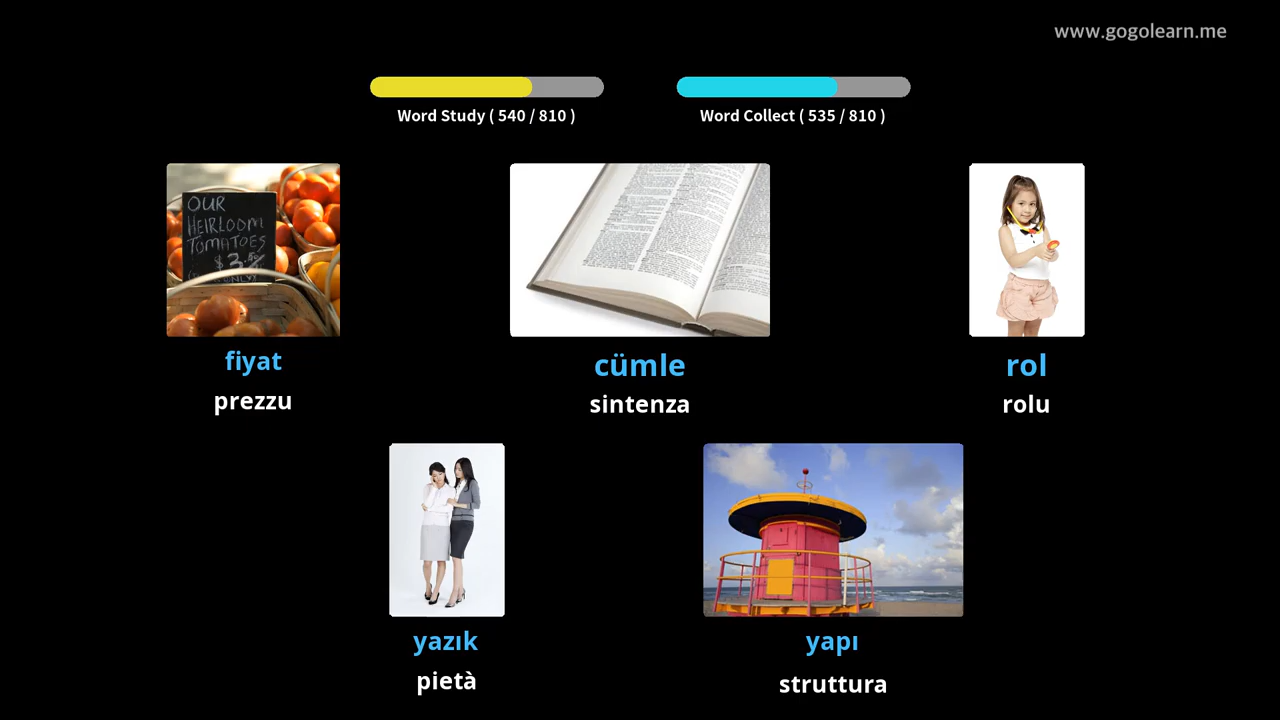 www.gogolearn.me
Word Study ( 540 / 810 )
Word Collect ( 535 / 810 )
OUR
HEIRLOOM
TOMATOES
fiyat
prezzu
cümle
sintenza
rol
rolu
yazık
pietà
yapı
struttura